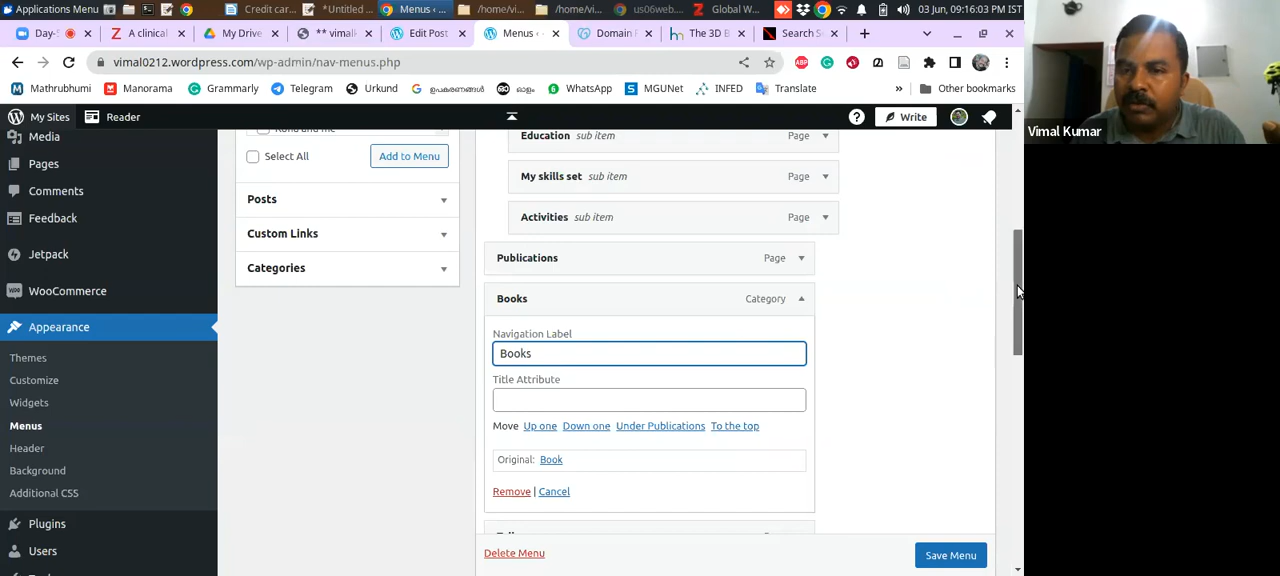 Applications Menu
Credit car...
*Untitled ...
Menus ‹ ...
/home/vi...
/home/vi...
us06web....
Global W...
03 Jun, 09:16:03 PM IST
Day-
A clinical
My Drive
** vimalk
Edit Post
Menus ‹
Domain
The 3D B
Search S
vimal0212.wordpress.com/wp-admin/nav-menus.php
Mathrubhumi
Manorama
Grammarly
Telegram
Urkund
ഉപകരണങ്ങൾ
ഓളം
WhatsApp
MGUNet
INFED
Translate
»
Other bookmarks
My Sites
Reader
Write
Vimal Kumar
Media
Pages
Comments
Feedback
Jetpack
WooCommerce
Appearance
Themes
Customize
Widgets
Menus
Header
Background
Additional CSS
Plugins
Users
Select All
Add to Menu
Posts
Custom Links
Categories
Education sub item Page
My skills set sub item Page
Activities sub item Page
Publications Page
Books Category
Navigation Label
Books
Title Attribute
Move Up one Down one Under Publications To the top
Original: Book
Remove | Cancel
Delete Menu
Save Menu